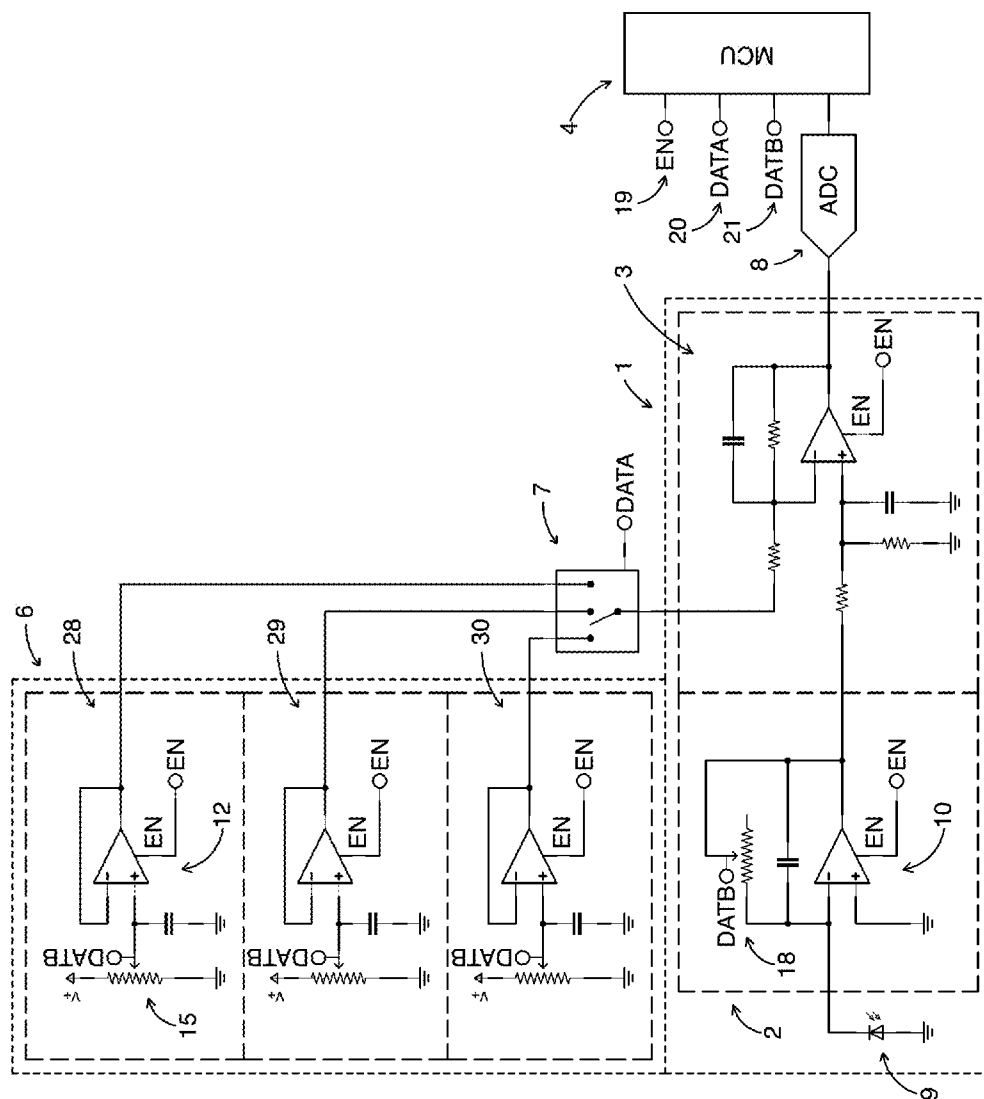 6
28
V+
DATB
15
EN
EN
12
29
V+
DATB
EN
EN
30
V+
DATB
EN
EN
7
DATA
1
3
EN
EN
2
DATB
18
EN
EN
10
9
8
ADC
4
MCU
19
EN
20
DATA
21
DATB